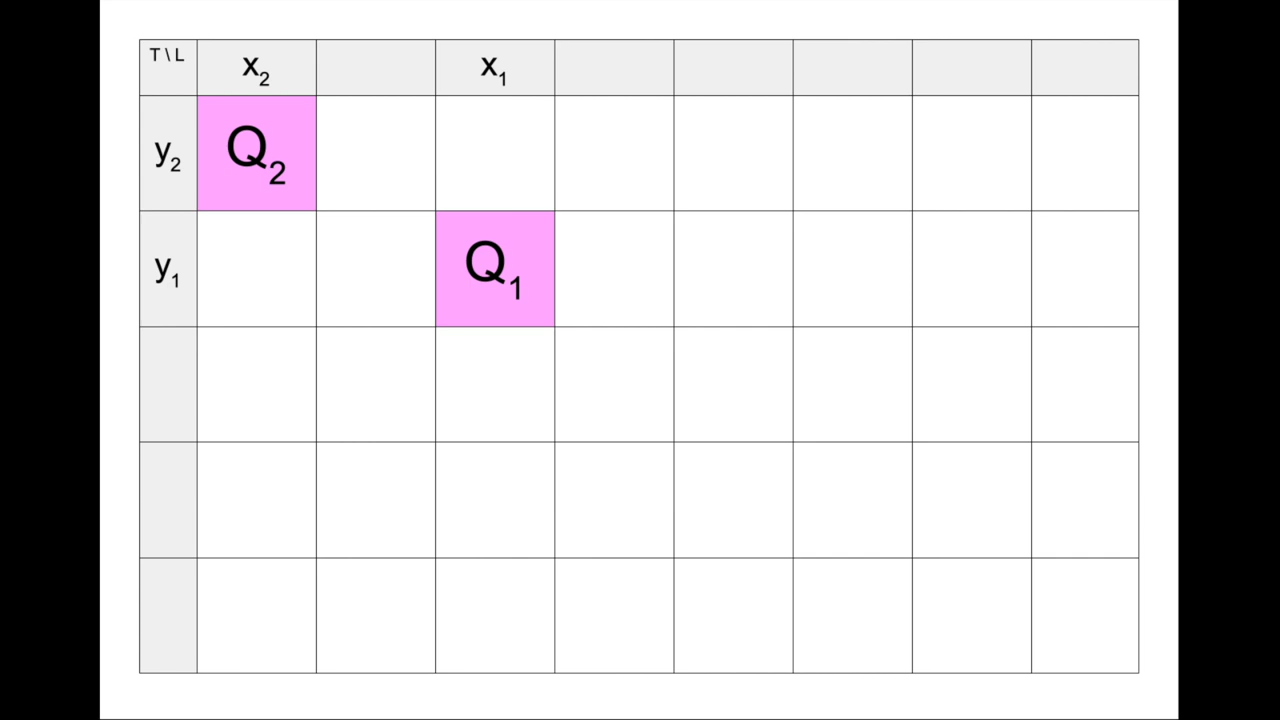 T \ L x₂ x₁
y₂ Q₂
y₁ Q₁